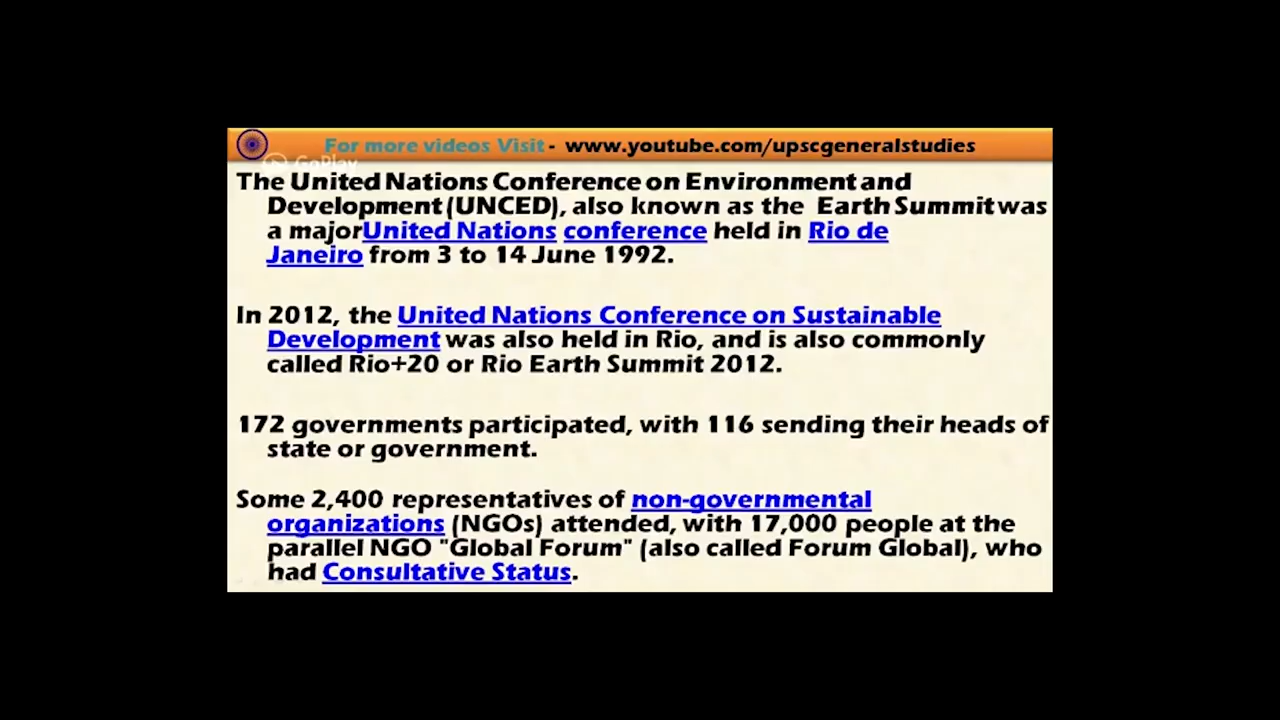 For more videos Visit - www.youtube.com/upscgeneralstudies
GoPlay
The United Nations Conference on Environment and
Development (UNCED), also known as the Earth Summit was
a major United Nations conference held in Rio de
Janeiro from 3 to 14 June 1992.
In 2012, the United Nations Conference on Sustainable
Development was also held in Rio, and is also commonly
called Rio+20 or Rio Earth Summit 2012.
172 governments participated, with 116 sending their heads of
state or government.
Some 2,400 representatives of non-governmental
organizations (NGOs) attended, with 17,000 people at the
parallel NGO "Global Forum" (also called Forum Global), who
had Consultative Status.